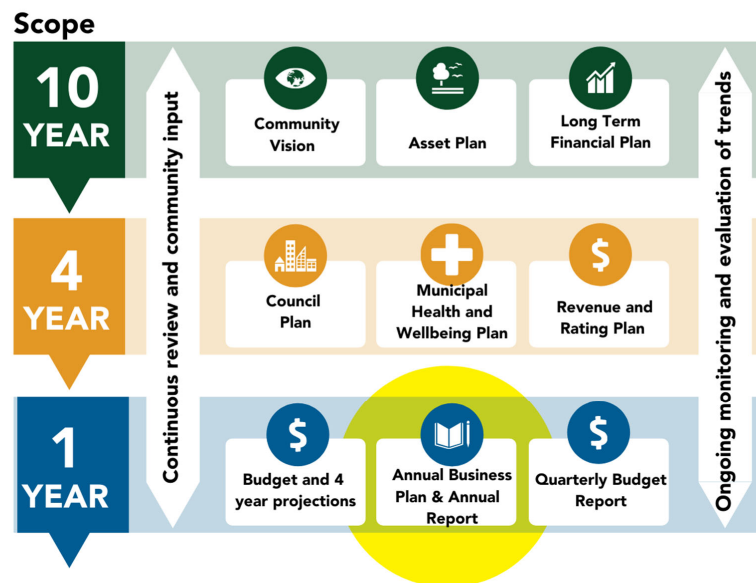 Scope
10
YEAR
Continuous review and community input
Community
Vision
Asset Plan
Long Term
Financial Plan
Ongoing monitoring and evaluation of trends
4
YEAR
Council
Plan
Municipal
Health and
Wellbeing Plan
$
Revenue and
Rating Plan
1
YEAR
$
Budget and 4
year projections
Annual Business
Plan & Annual
Report
$
Quarterly Budget
Report